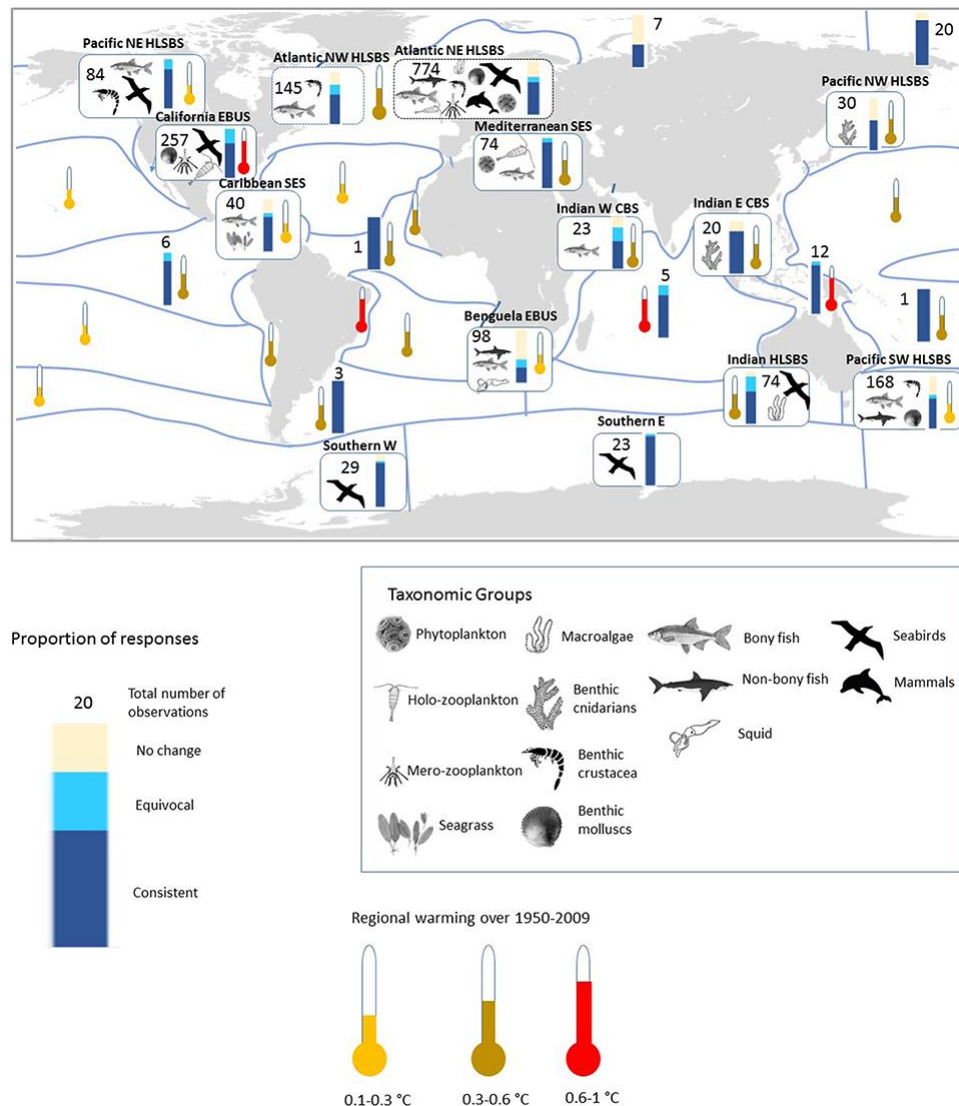 7
20
Pacific NE HLSBS
84
Atlantic NW HLSBS
145
Atlantic NE HLSBS
774
Pacific NW HLSBS
30
California EBUS
257
Mediterranean SES
74
Caribbean SES
40
Indian W CBS
23
Indian E CBS
20
6
1
5
12
1
Benguela EBUS
98
Indian HLSBS
74
Pacific SW HLSBS
168
3
Southern W
29
Southern E
23
Proportion of responses
20
Total number of
observations
No change
Equivocal
Consistent
Taxonomic Groups
Phytoplankton
Macroalgae
Bony fish
Seabirds
Holo-zooplankton
Benthic
cnidarians
Non-bony fish
Mammals
Squid
Mero-zooplankton
Benthic
crustacea
Seagrass
Benthic
molluscs
Regional warming over 1950-2009
0.1-0.3 °C
0.3-0.6 °C
0.6-1 °C